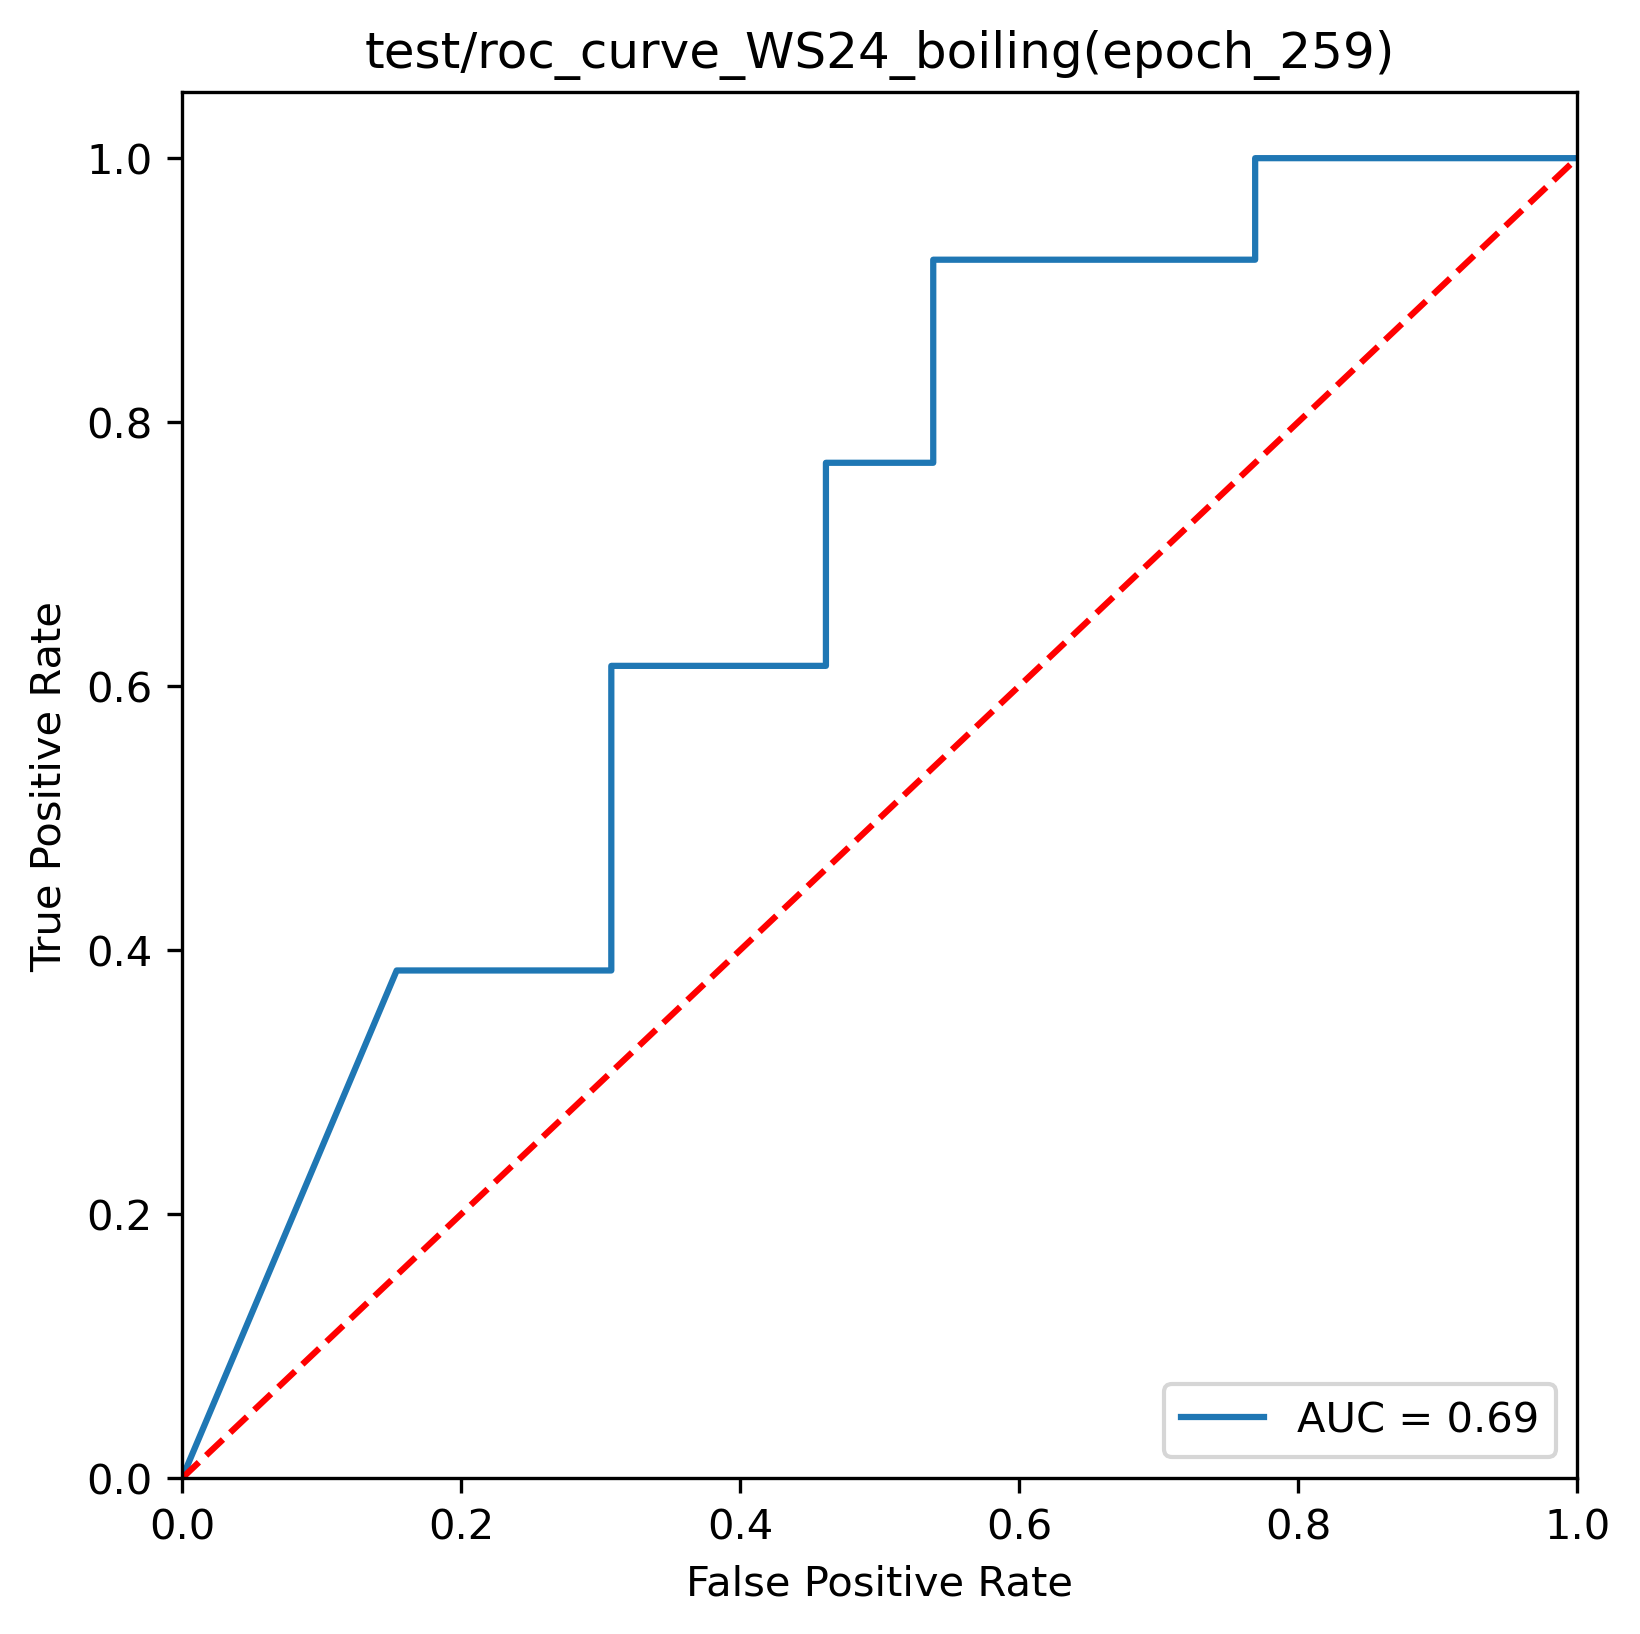 test/roc_curve_WS24_boiling(epoch_259)
1.0
0.8
0.6
0.4
0.2
0.0
True Positive Rate
0.0 0.2 0.4 0.6 0.8 1.0
False Positive Rate
AUC = 0.69